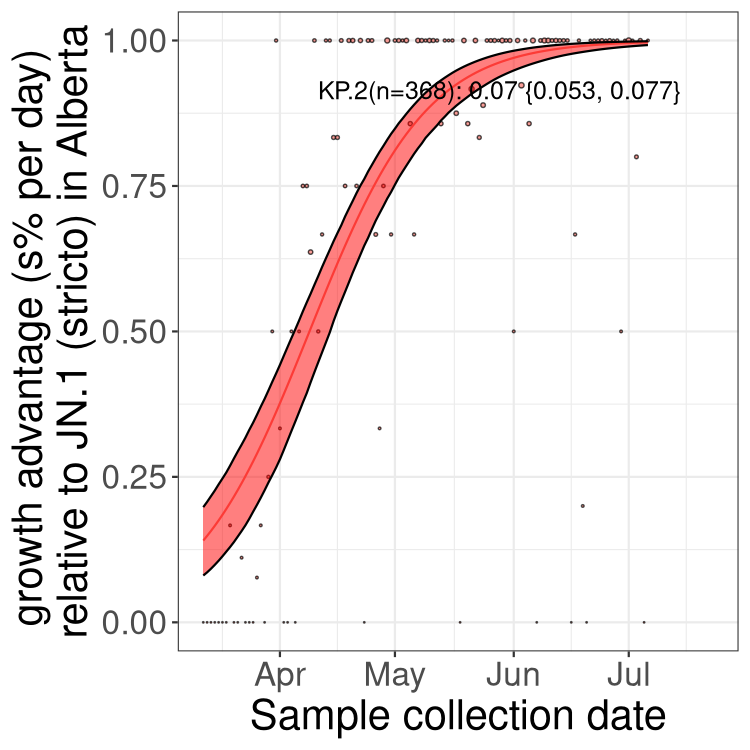 growth advantage (s% per day)
relative to JN.1 (stricto) in Alberta
1.00
0.75
0.50
0.25
0.00
KP.2(n=368): 0.07 {0.053, 0.077}
Apr May Jun Jul
Sample collection date